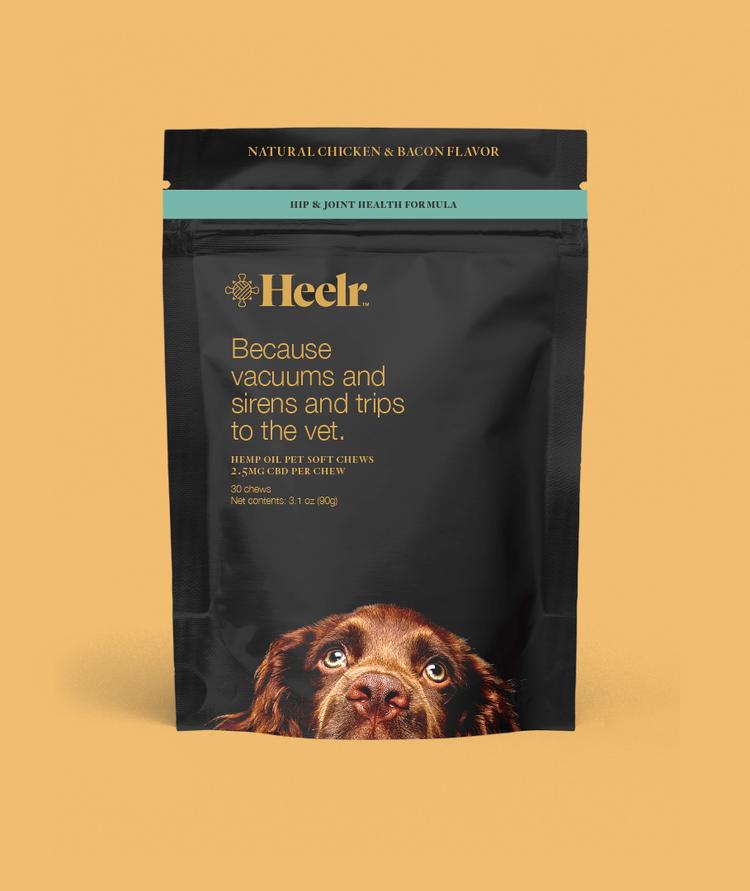 NATURAL CHICKEN & BACON FLAVOR
HIP & JOINT HEALTH FORMULA
Heelr™
Because
vacuums and
sirens and trips
to the vet.
HEMP OIL PET SOFT CHEWS
2.5MG CBD PER CHEW
30 chews
Net contents: 3.1 oz (90g)